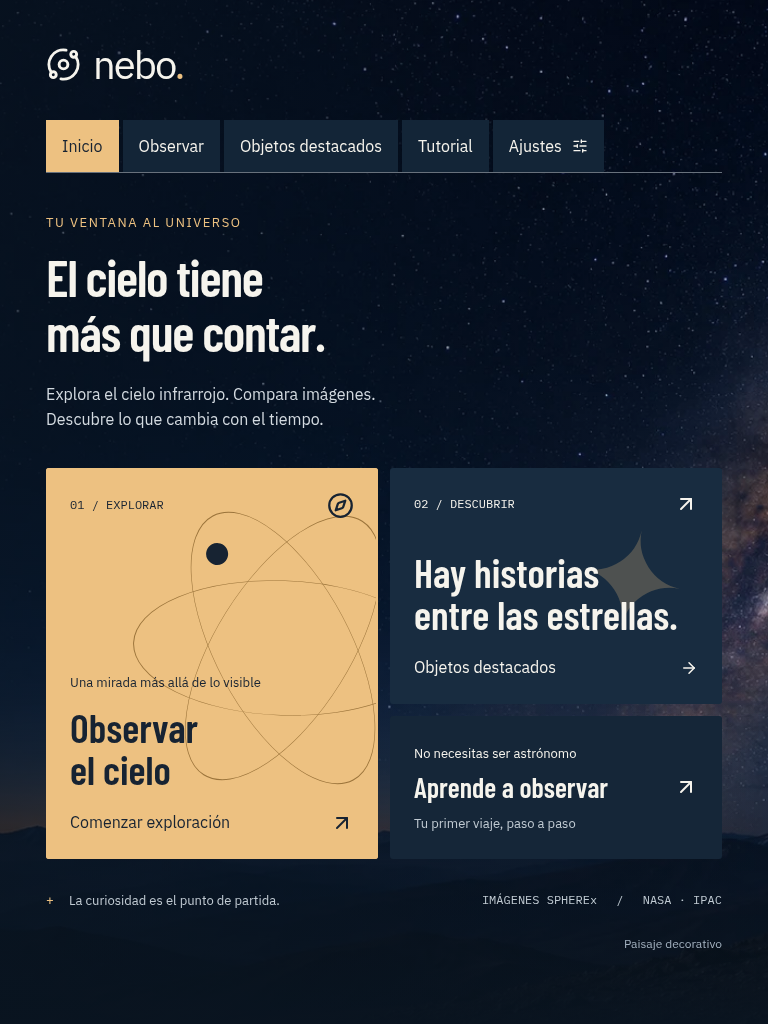 nebo.
Inicio
Observar
Objetos destacados
Tutorial
Ajustes
TU VENTANA AL UNIVERSO
El cielo tiene
más que contar.
Explora el cielo infrarrojo. Compara imágenes.
Descubre lo que cambia con el tiempo.
01 / EXPLORAR
Una mirada más allá de lo visible
Observar
el cielo
Comenzar exploración
02 / DESCUBRIR
Hay historias
entre las estrellas.
Objetos destacados
No necesitas ser astrónomo
Aprende a observar
Tu primer viaje, paso a paso
+ La curiosidad es el punto de partida.
IMÁGENES SPHEREx / NASA · IPAC
Paisaje decorativo